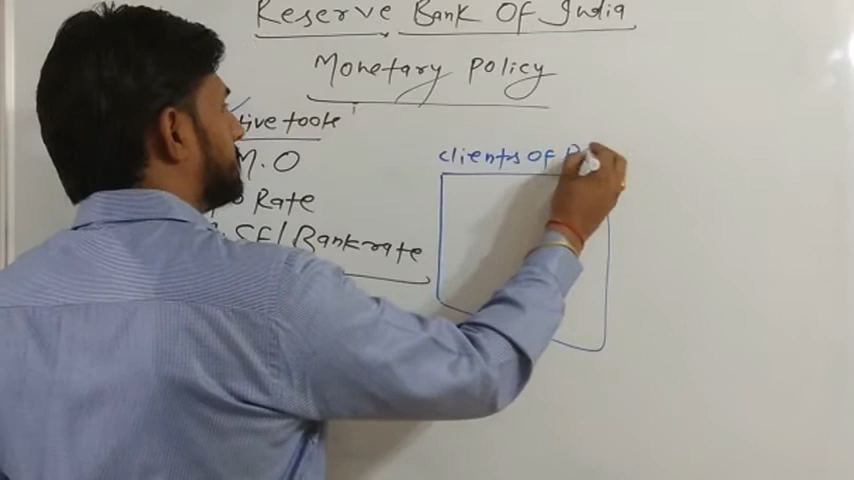 Reserve Bank Of India
Monetary Policy
tive tools
clients OF
M.O
Rate
SF/Bankrate